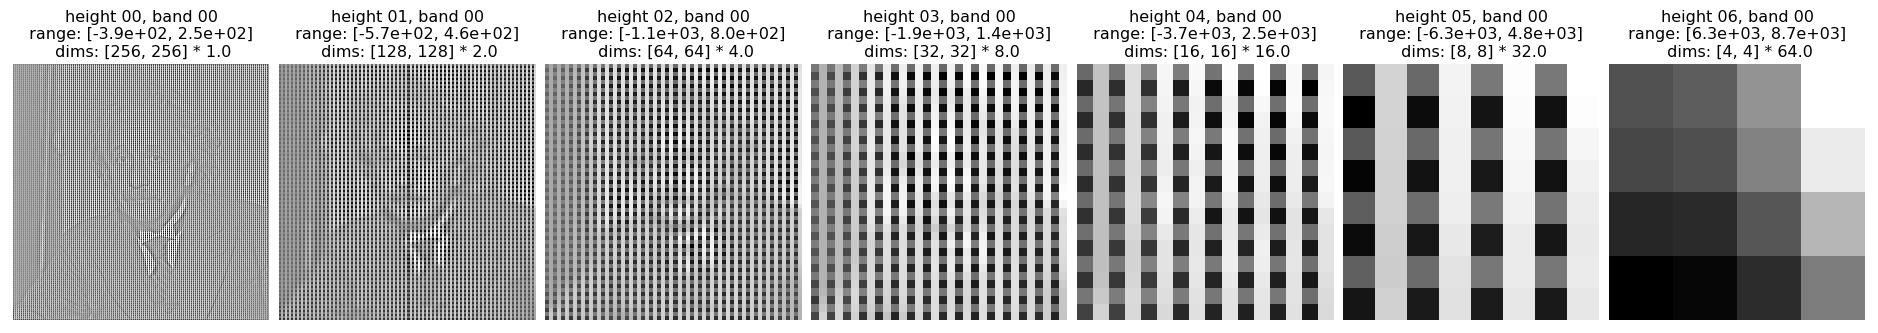 height 00, band 00
range: [-3.9e+02, 2.5e+02]
dims: [256, 256] * 1.0
height 01, band 00
range: [-5.7e+02, 4.6e+02]
dims: [128, 128] * 2.0
height 02, band 00
range: [-1.1e+03, 8.0e+02]
dims: [64, 64] * 4.0
height 03, band 00
range: [-1.9e+03, 1.4e+03]
dims: [32, 32] * 8.0
height 04, band 00
range: [-3.7e+03, 2.5e+03]
dims: [16, 16] * 16.0
height 05, band 00
range: [-6.3e+03, 4.8e+03]
dims: [8, 8] * 32.0
height 06, band 00
range: [6.3e+03, 8.7e+03]
dims: [4, 4] * 64.0